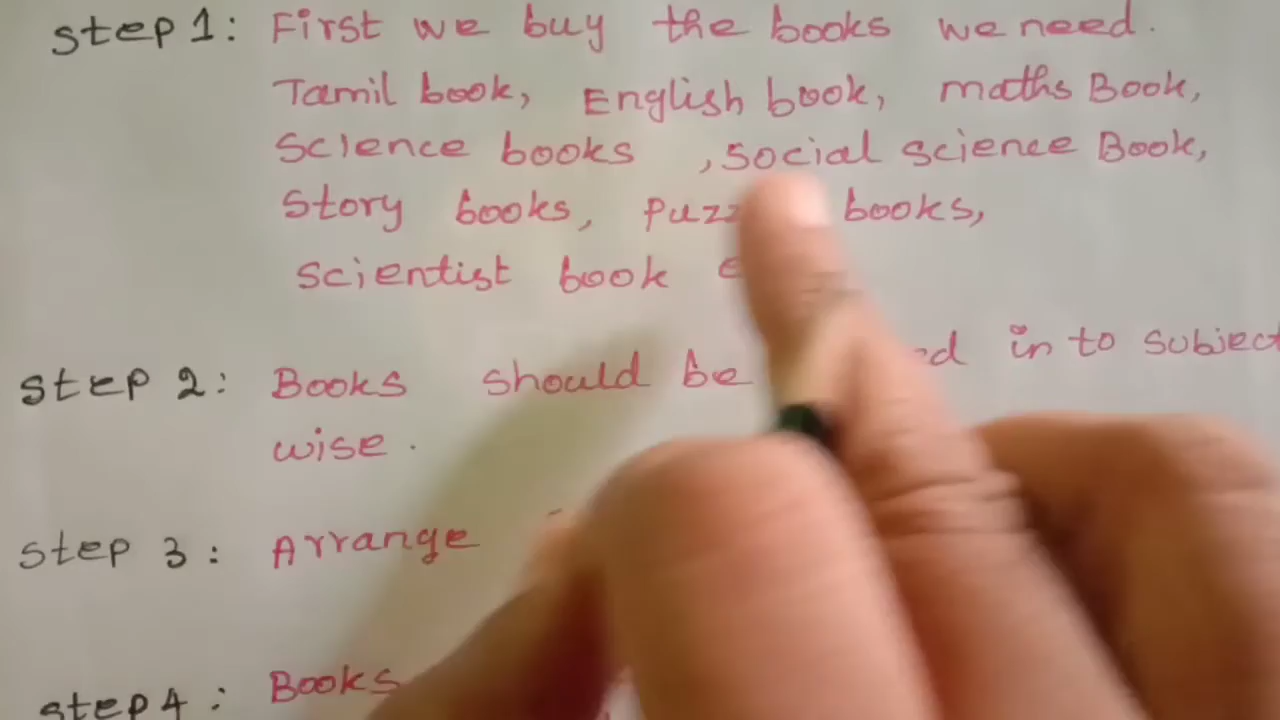 step 1: First we buy the books we need.
Tamil book, English book, maths Book,
Science books , social science Book,
Story books, books,
scientist book
step 2: Books should be in to subject
wise.
step 3: Arrange
step 4: Books